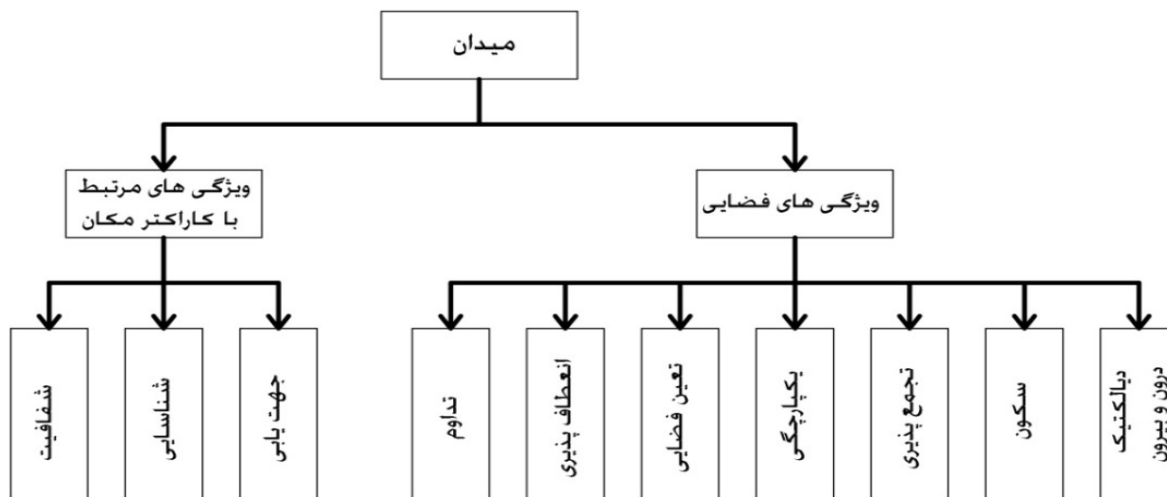 میدان
ویژگی های فضایی
ویژگی های مرتبط
با کاراکتر مکان
دیالکتیک
درون و بیرون
سکون
تجمع پذیری
یکپارچگی
تعین فضایی
انعطاف پذیری
تداوم
جهت یابی
شناسایی
شفافیت